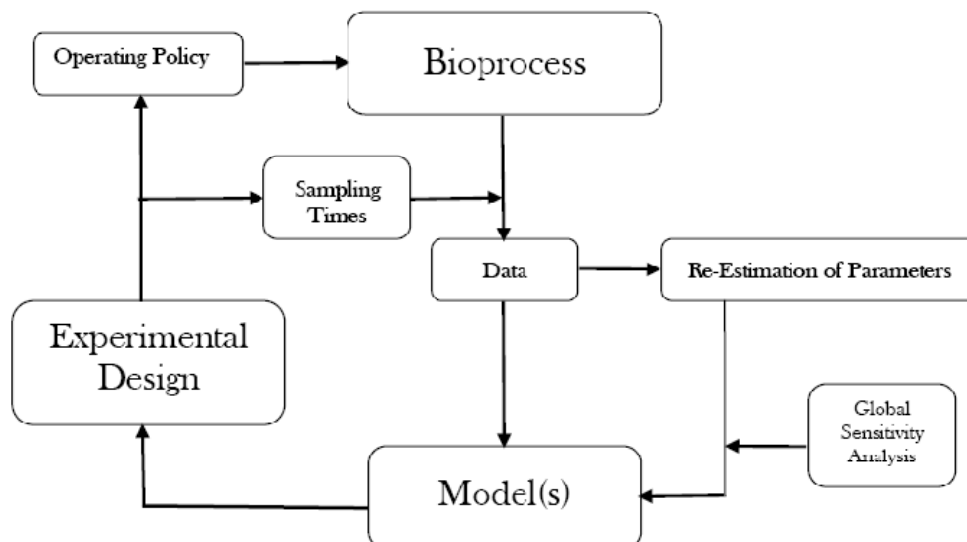 Operating Policy
Bioprocess
Sampling
Times
Data
Re-Estimation of Parameters
Experimental
Design
Global
Sensitivity
Analysis
Model(s)